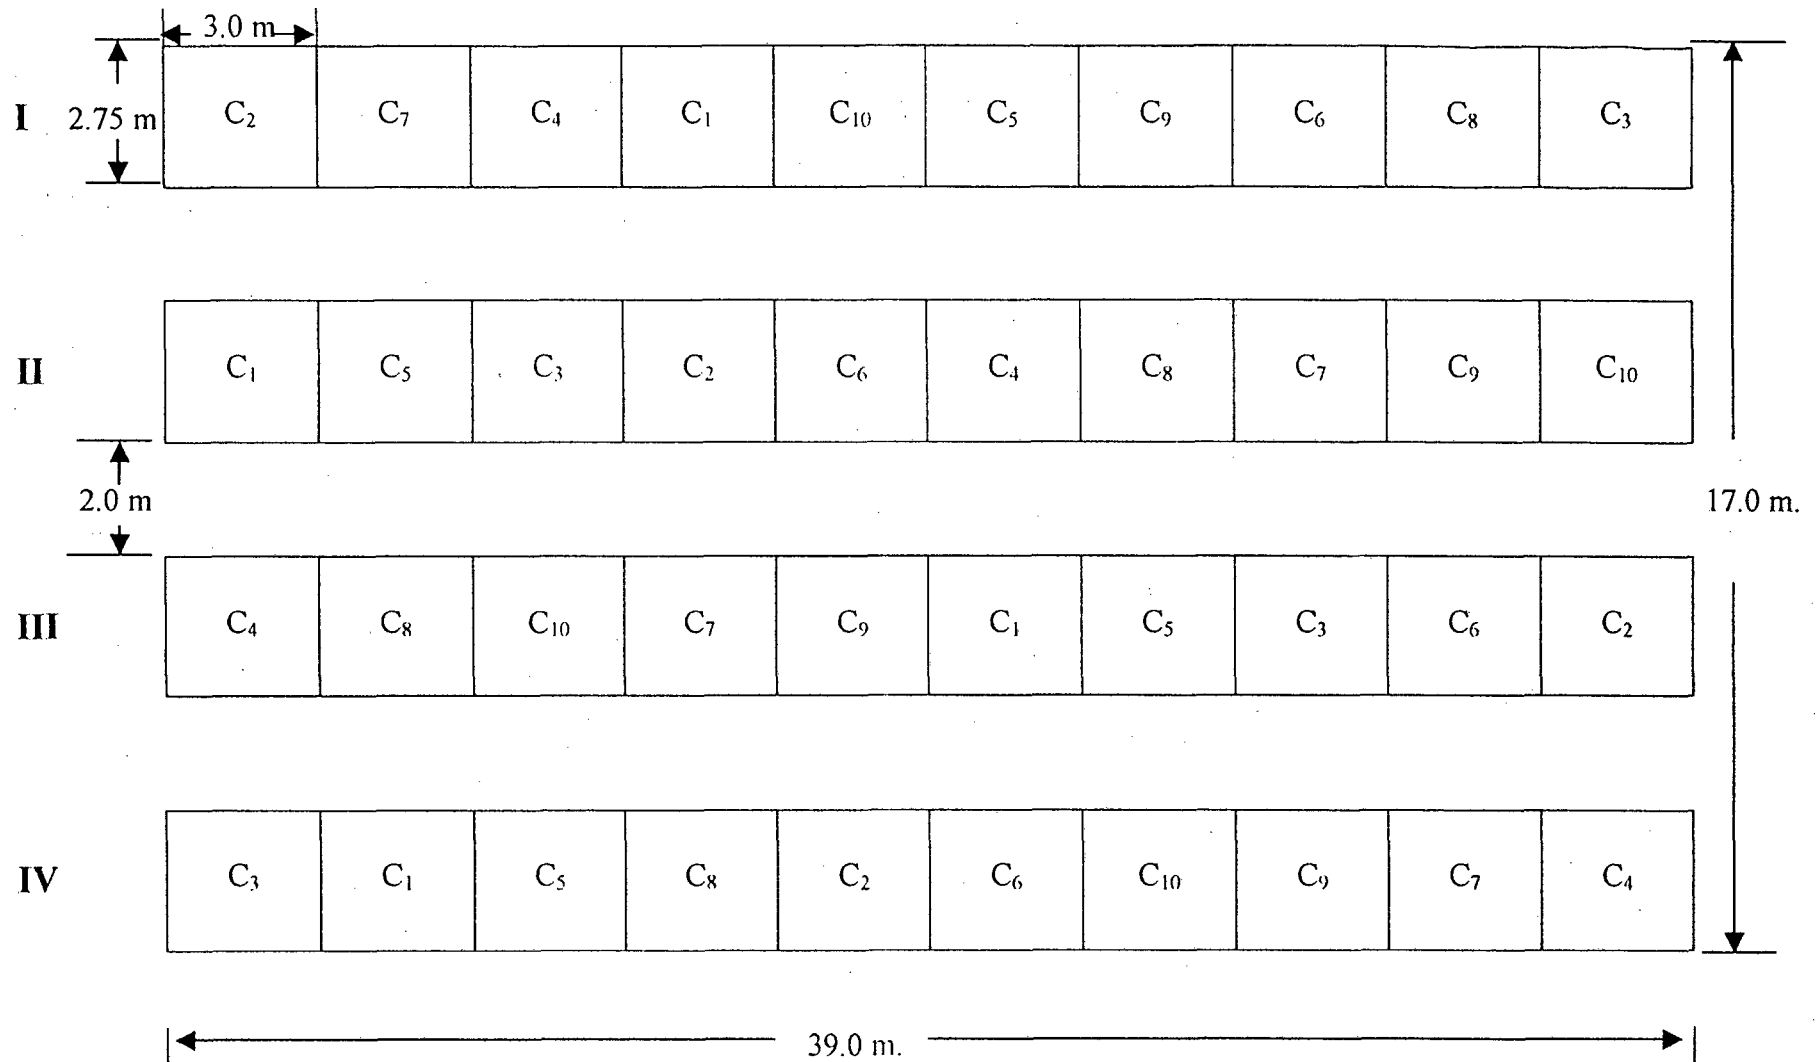 3.0 m
I 2.75 m C₂ C₇ C₄ C₁ C₁₀ C₅ C₉ C₆ C₈ C₃
II C₁ C₅ C₃ C₂ C₆ C₄ C₈ C₇ C₉ C₁₀
2.0 m 17.0 m.
III C₄ C₈ C₁₀ C₇ C₉ C₁ C₅ C₃ C₆ C₂
IV C₃ C₁ C₅ C₈ C₂ C₆ C₁₀ C₉ C₇ C₄
39.0 m.